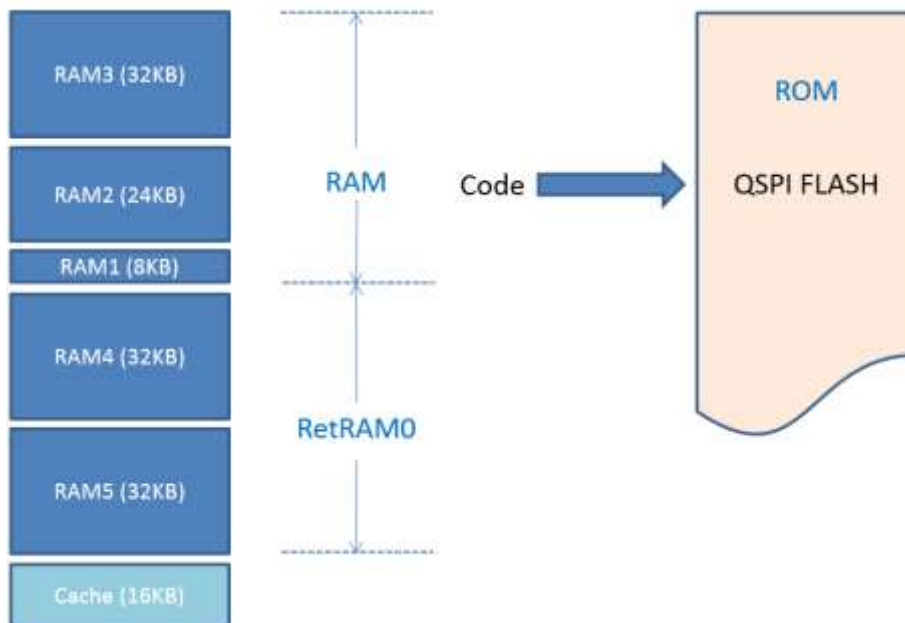 RAM3 (32KB)
RAM2 (24KB)
RAM1 (8KB)
RAM4 (32KB)
RAM5 (32KB)
Cache (16KB)
RAM
RetRAM0
Code
ROM
QSPI FLASH